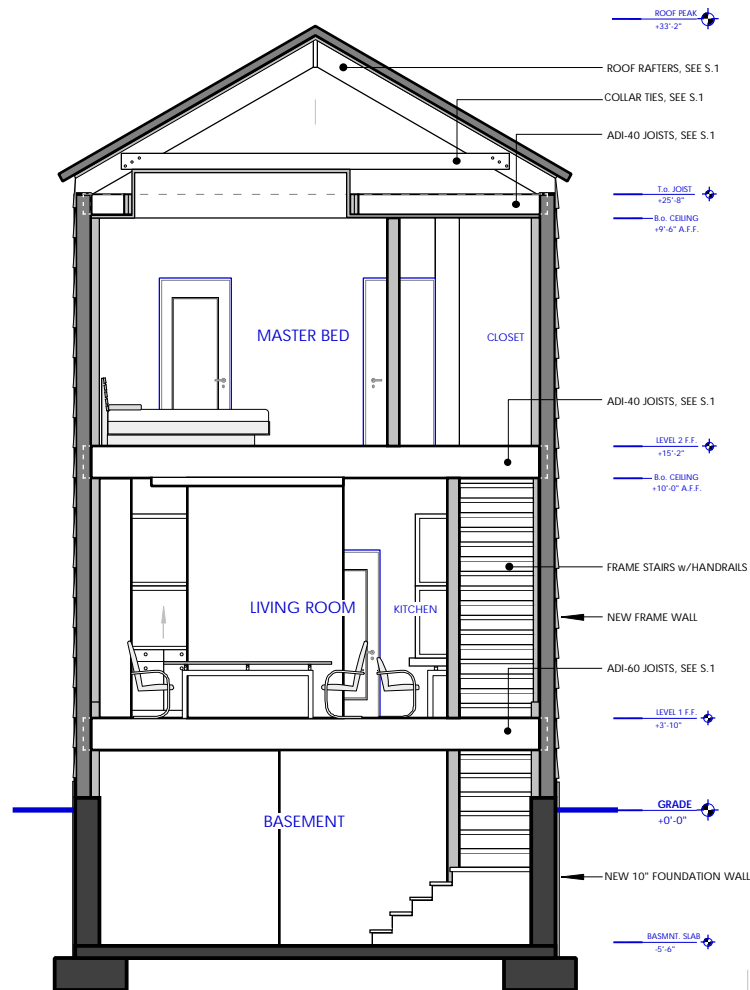 ROOF PEAK
+33'-2"
ROOF RAFTERS, SEE S.1
COLLAR TIES, SEE S.1
ADI-40 JOISTS, SEE S.1
T.o. JOIST
+25'-8"
B.o. CEILING
+9'-6" A.F.F.
MASTER BED
CLOSET
ADI-40 JOISTS, SEE S.1
LEVEL 2 F.F.
+15'-2"
B.o. CEILING
+10'-0" A.F.F.
FRAME STAIRS w/HANDRAILS
LIVING ROOM
KITCHEN
NEW FRAME WALL
ADI-60 JOISTS, SEE S.1
LEVEL 1 F.F.
+3'-10"
GRADE
+0'-0"
BASEMENT
NEW 10" FOUNDATION WALL
BASMNT. SLAB
-5'-6"